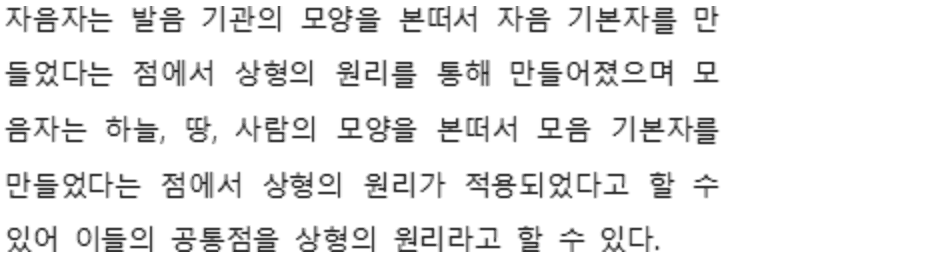 자음자는 발음 기관의 모양을 본떠서 자음 기본자를 만
들었다는 점에서 상형의 원리를 통해 만들어졌으며 모
음자는 하늘, 땅, 사람의 모양을 본떠서 모음 기본자를
만들었다는 점에서 상형의 원리가 적용되었다고 할 수
있어 이들의 공통점을 상형의 원리라고 할 수 있다.